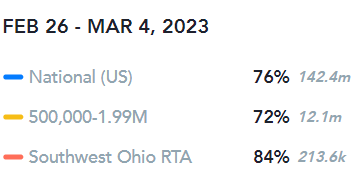 FEB 26 - MAR 4, 2023
National (US) 76% 142.4m
500,000-1.99M 72% 12.1m
Southwest Ohio RTA 84% 213.6k